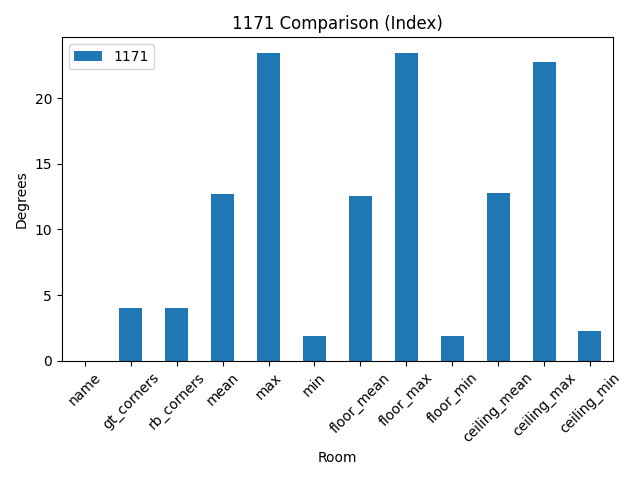 1171 Comparison (Index)
1171
Degrees
20
15
10
5
0
name
gt_corners
rb_corners
mean
max
min
floor_mean
floor_max
floor_min
ceiling_mean
ceiling_max
ceiling_min
Room